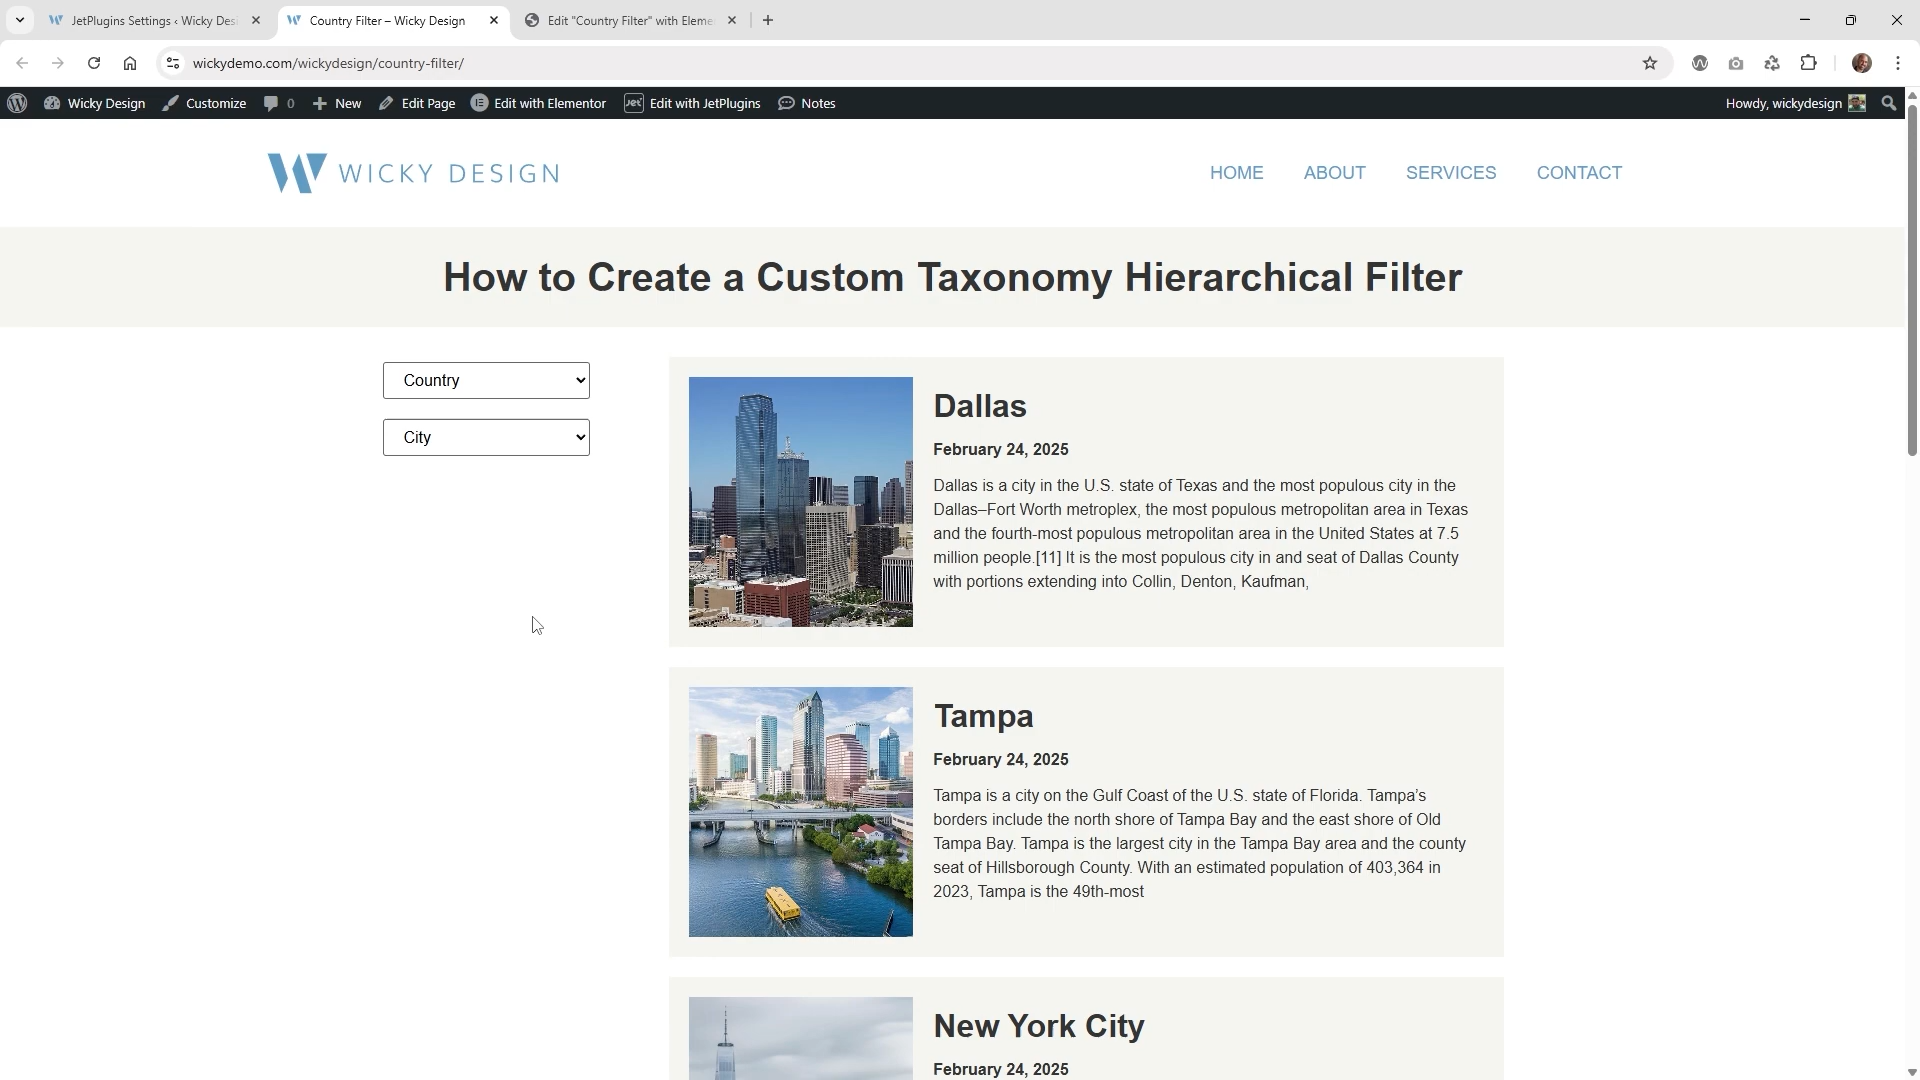 JetPlugins Settings ‹ Wicky Des
Country Filter – Wicky Design
Edit "Country Filter" with Eleme
wickydemo.com/wickydesign/country-filter/
Wicky Design
Customize
0
New
Edit Page
Edit with Elementor
Jet
Edit with JetPlugins
Notes
Howdy, wickydesign
WICKY DESIGN
HOME
ABOUT
SERVICES
CONTACT
How to Create a Custom Taxonomy Hierarchical Filter
Country
City
Dallas
February 24, 2025
Dallas is a city in the U.S. state of Texas and the most populous city in the
Dallas–Fort Worth metroplex, the most populous metropolitan area in Texas
and the fourth-most populous metropolitan area in the United States at 7.5
million people.[11] It is the most populous city in and seat of Dallas County
with portions extending into Collin, Denton, Kaufman,
Tampa
February 24, 2025
Tampa is a city on the Gulf Coast of the U.S. state of Florida. Tampa’s
borders include the north shore of Tampa Bay and the east shore of Old
Tampa Bay. Tampa is the largest city in the Tampa Bay area and the county
seat of Hillsborough County. With an estimated population of 403,364 in
2023, Tampa is the 49th-most
New York City
February 24, 2025